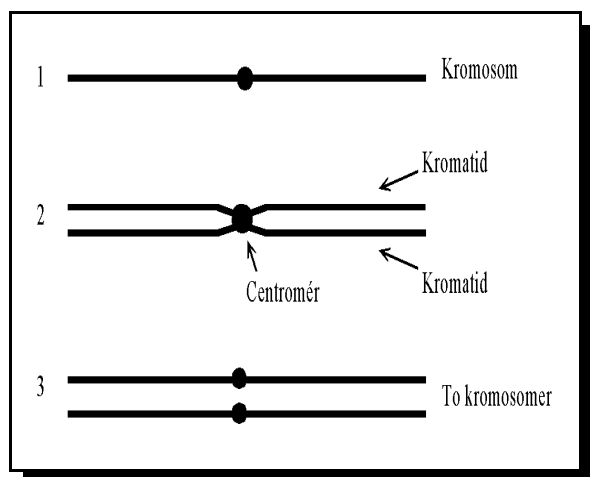 1 Kromosom
Kromatid
2
Centromér
Kromatid
3
To kromosomer